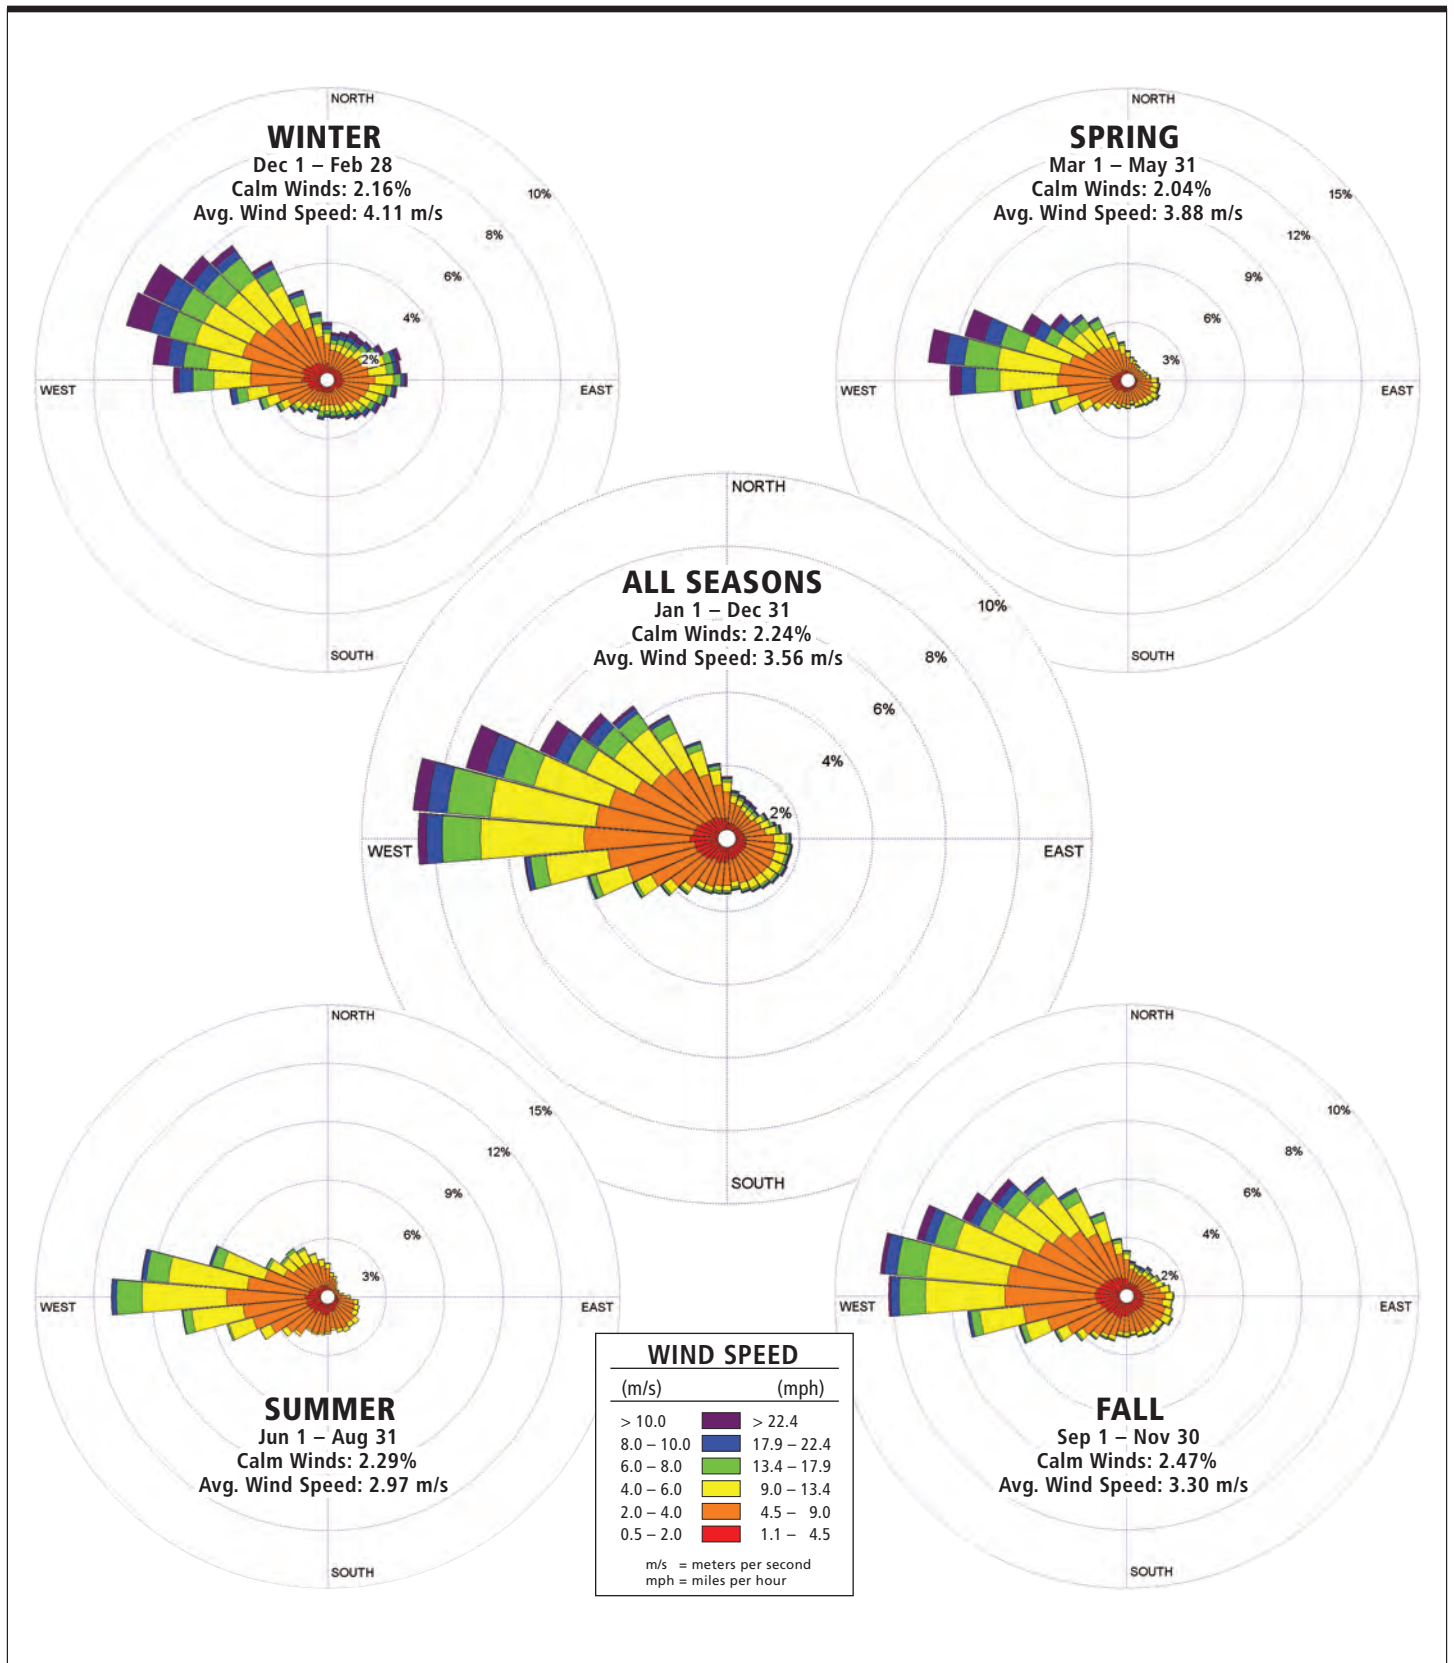 NORTH
WINTER
Dec 1 – Feb 28
Calm Winds: 2.16%
Avg. Wind Speed: 4.11 m/s
10%
8%
6%
4%
2%
WEST
EAST
SOUTH
NORTH
SPRING
Mar 1 – May 31
Calm Winds: 2.04%
Avg. Wind Speed: 3.88 m/s
15%
12%
9%
6%
3%
WEST
EAST
SOUTH
NORTH
ALL SEASONS
Jan 1 – Dec 31
Calm Winds: 2.24%
Avg. Wind Speed: 3.56 m/s
10%
8%
6%
4%
2%
WEST
EAST
SOUTH
NORTH
15%
12%
9%
6%
3%
WEST
EAST
SUMMER
Jun 1 – Aug 31
Calm Winds: 2.29%
Avg. Wind Speed: 2.97 m/s
SOUTH
NORTH
10%
8%
6%
4%
2%
WEST
EAST
FALL
Sep 1 – Nov 30
Calm Winds: 2.47%
Avg. Wind Speed: 3.30 m/s
SOUTH
WIND SPEED
(m/s) (mph)
> 10.0 > 22.4
8.0 – 10.0 17.9 – 22.4
6.0 – 8.0 13.4 – 17.9
4.0 – 6.0 9.0 – 13.4
2.0 – 4.0 4.5 – 9.0
0.5 – 2.0 1.1 – 4.5
m/s = meters per second
mph = miles per hour